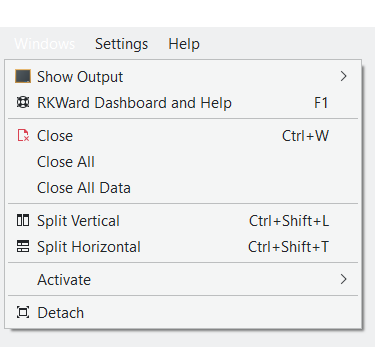 Windows Settings Help
Show Output
RKWard Dashboard and Help F1
Close Ctrl+W
Close All
Close All Data
Split Vertical Ctrl+Shift+L
Split Horizontal Ctrl+Shift+T
Activate
Detach